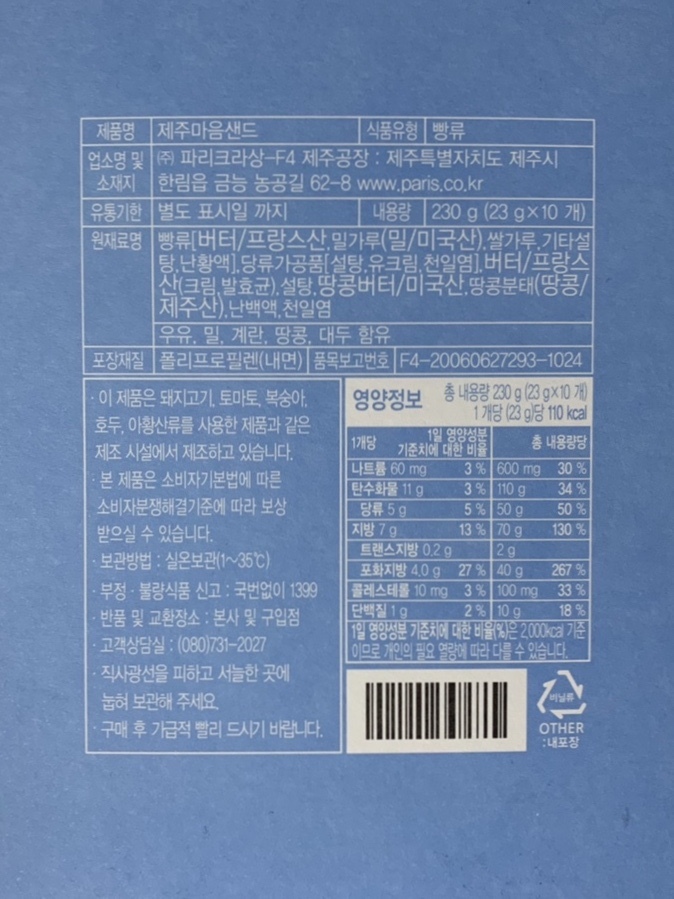 제품명 제주마음샌드 식품유형 빵류
업소명 및 소재지 ㈜ 파리크라상-F4 제주공장 : 제주특별자치도 제주시
한림읍 금능 농공길 62-8 www.paris.co.kr
유통기한 별도 표시일 까지 내용량 230 g (23 g×10 개)
원재료명 빵류[버터/프랑스산,밀가루(밀/미국산),쌀가루,기타설
탕,난황액],당류가공품[설탕,유크림,천일염],버터/프랑스
산(크림,발효균),설탕,땅콩버터/미국산,땅콩분태(땅콩/
제주산),난백액,천일염
우유, 밀, 계란, 땅콩, 대두 함유
포장재질 폴리프로필렌(내면) 품목보고번호 F4-20060627293-1024
· 이 제품은 돼지고기, 토마토, 복숭아,
호두, 아황산류를 사용한 제품과 같은
제조 시설에서 제조하고 있습니다.
· 본 제품은 소비자기본법에 따른
소비자분쟁해결기준에 따라 보상
받으실 수 있습니다.
· 보관방법 : 실온보관(1~35℃)
· 부정 · 불량식품 신고 : 국번없이 1399
· 반품 및 교환장소 : 본사 및 구입점
· 고객상담실 : (080)731-2027
· 직사광선을 피하고 서늘한 곳에
눕혀 보관해 주세요.
· 구매 후 가급적 빨리 드시기 바랍니다.
영양정보 총 내용량 230 g (23 g×10 개)
1 개당 (23 g)당 110 kcal
1개당 1일 영양성분 기준치에 대한 비율 총 내용량당
나트륨 60 mg 3 % 600 mg 30 %
탄수화물 11 g 3 % 110 g 34 %
당류 5 g 5 % 50 g 50 %
지방 7 g 13 % 70 g 130 %
트랜스지방 0.2 g 2 g
포화지방 4.0 g 27 % 40 g 267 %
콜레스테롤 10 mg 3 % 100 mg 33 %
단백질 1 g 2 % 10 g 18 %
1일 영양성분 기준치에 대한 비율(%)은 2,000kcal 기준
이므로 개인의 필요 열량에 따라 다를 수 있습니다.
비닐류
OTHER
:내포장